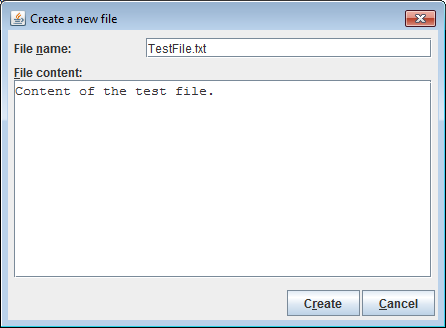 Create a new file
File name:
TestFile.txt
File content:
Content of the test file.
Create
Cancel